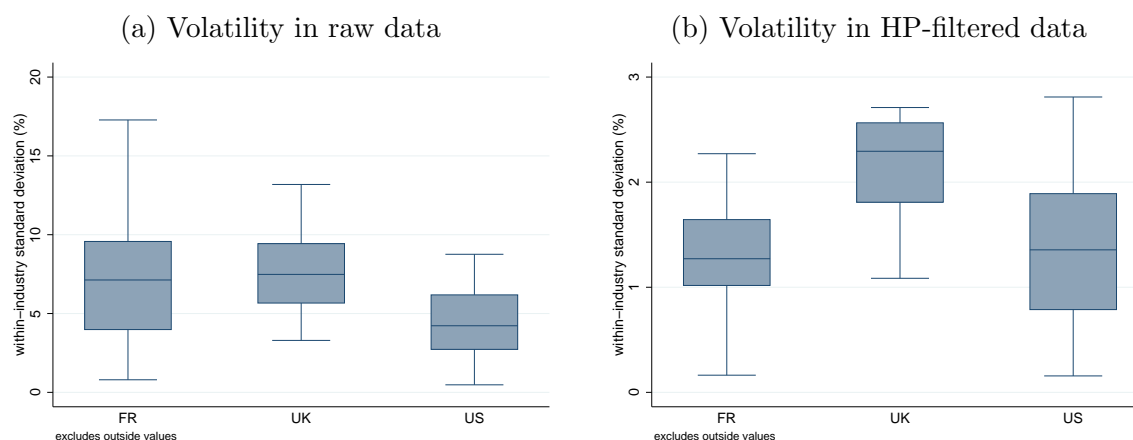 (a) Volatility in raw data
within−industry standard deviation (%)
20
15
10
5
0
FR UK US
excludes outside values
(b) Volatility in HP-filtered data
within−industry standard deviation (%)
3
2
1
0
FR UK US
excludes outside values